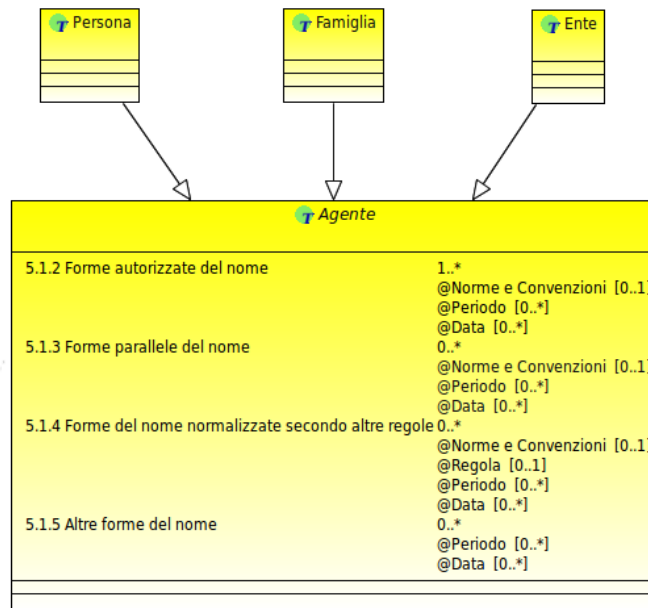 Persona
Famiglia
Ente
Agente
5.1.2 Forme autorizzate del nome 1..*
@Norme e Convenzioni [0..1]
@Periodo [0..*]
@Data [0..*]
5.1.3 Forme parallele del nome 0..*
@Norme e Convenzioni [0..1]
@Periodo [0..*]
@Data [0..*]
5.1.4 Forme del nome normalizzate secondo altre regole 0..*
@Norme e Convenzioni [0..1]
@Regola [0..1]
@Periodo [0..*]
@Data [0..*]
5.1.5 Altre forme del nome 0..*
@Periodo [0..*]
@Data [0..*]